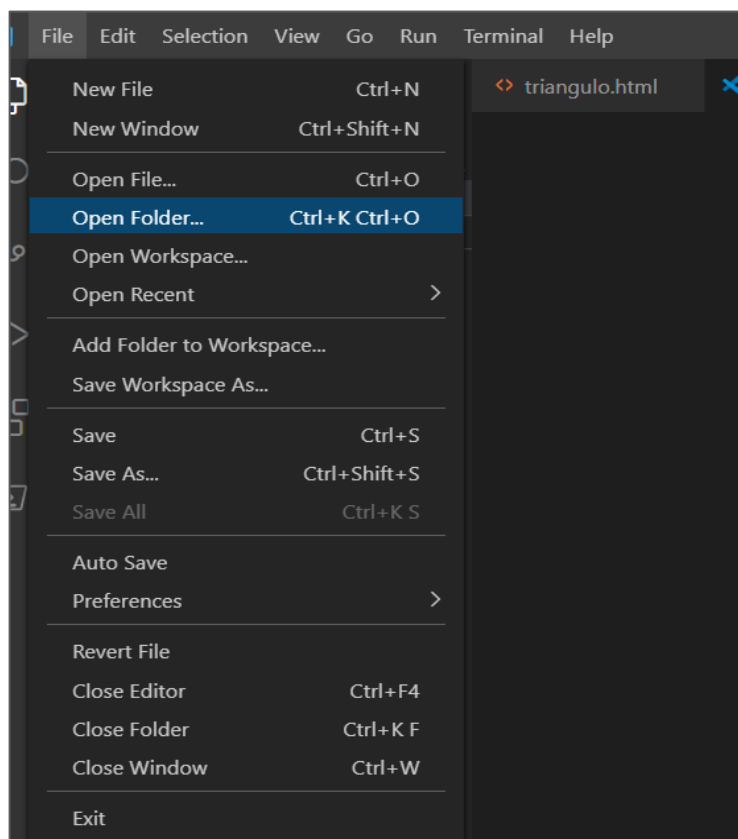 File Edit Selection View Go Run Terminal Help
triangulo.html
New File Ctrl+N
New Window Ctrl+Shift+N
Open File... Ctrl+O
Open Folder... Ctrl+K Ctrl+O
Open Workspace...
Open Recent
Add Folder to Workspace...
Save Workspace As...
Save Ctrl+S
Save As... Ctrl+Shift+S
Save All Ctrl+K S
Auto Save
Preferences
Revert File
Close Editor Ctrl+F4
Close Folder Ctrl+K F
Close Window Ctrl+W
Exit